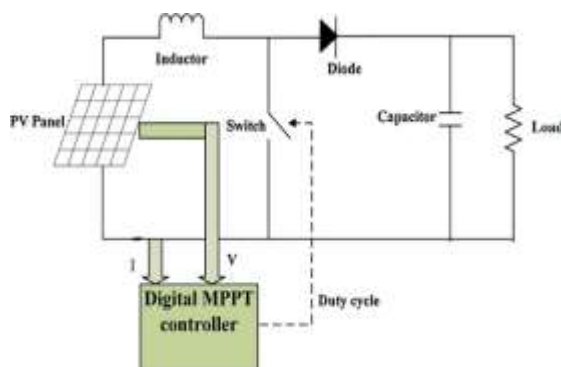 Inductor
Diode
PV Panel
Switch
Capacitor
Load
I
V
Digital MPPT
controller
Duty cycle